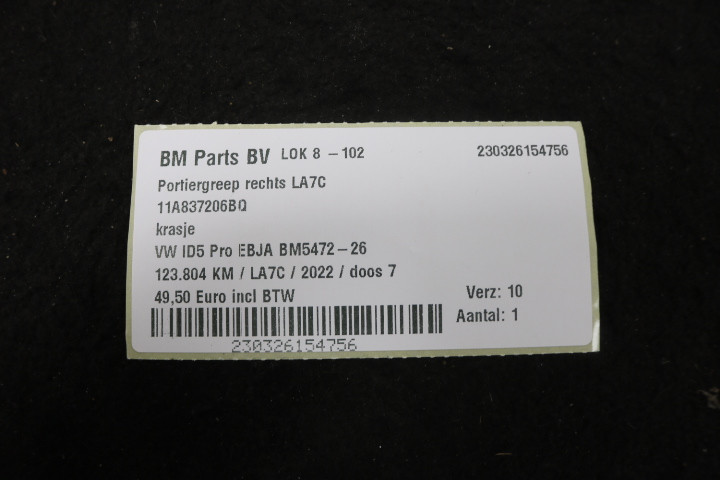 BM Parts BV LOK 8 - 102 230326154756
Portiergreep rechts LA7C
11A837206BQ
krasje
VW ID5 Pro EBJA BM5472-26
123.804 KM / LA7C / 2022 / doos 7
49,50 Euro incl BTW Verz: 10
Aantal: 1
230326154756